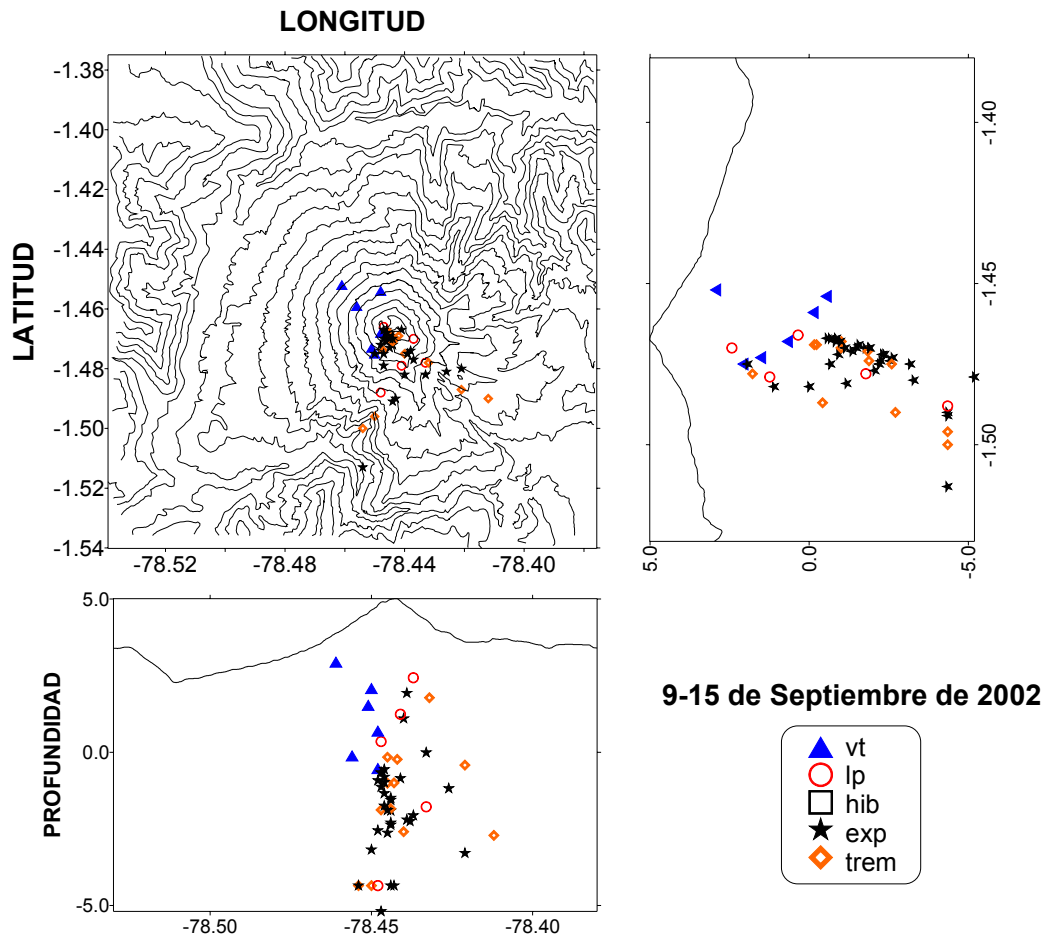 LONGITUD
LATITUD
-1.38
-1.40
-1.42
-1.44
-1.46
-1.48
-1.50
-1.52
-1.54
-78.52
-78.48
-78.44
-78.40
-1.40
-1.45
-1.50
5.0
0.0
-5.0
PROFUNDIDAD
5.0
0.0
-5.0
-78.50
-78.45
-78.40
9-15 de Septiembre de 2002
vt
lp
hib
exp
trem